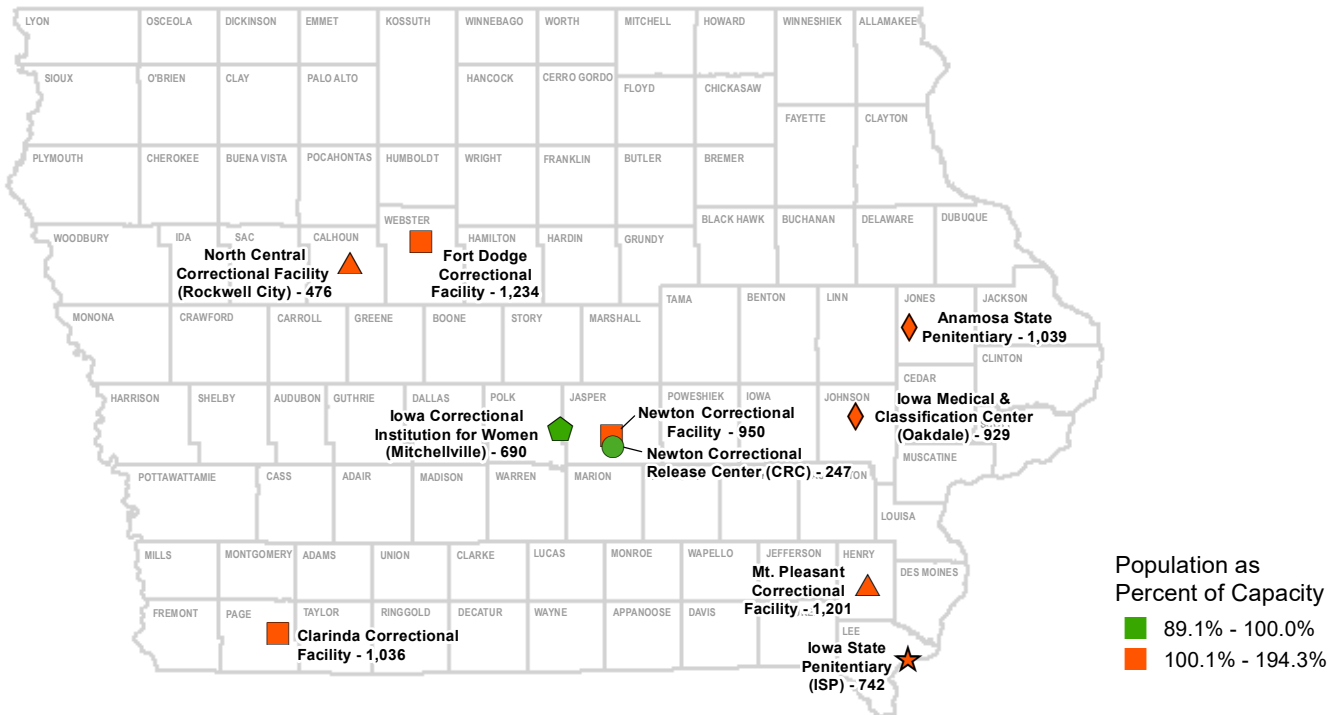 LYON
OSCEOLA
DICKINSON
EMMET
KOSSUTH
WINNEBAGO
WORTH
MITCHELL
HOWARD
WINNESHIEK
ALLAMAKEE
SIOUX
O'BRIEN
CLAY
PALO ALTO
HANCOCK
CERRO GORDO
FLOYD
CHICKASAW
FAYETTE
CLAYTON
PLYMOUTH
CHEROKEE
BUENA VISTA
POCAHONTAS
HUMBOLDT
WRIGHT
FRANKLIN
BUTLER
BREMER
WEBSTER
BLACK HAWK
BUCHANAN
DELAWARE
DUBUQUE
WOODBURY
IDA
SAC
CALHOUN
HAMILTON
HARDIN
GRUNDY
North Central
Correctional Facility
(Rockwell City) - 476
Fort Dodge
Correctional
Facility - 1,234
TAMA
BENTON
LINN
JONES
JACKSON
Anamosa State
Penitentiary - 1,039
MONONA
CRAWFORD
CARROLL
GREENE
BOONE
STORY
MARSHALL
CLINTON
CEDAR
HARRISON
SHELBY
AUDUBON
GUTHRIE
DALLAS
POLK
JASPER
POWESHIEK
IOWA
JOHNSON
Iowa Correctional
Institution for Women
(Mitchellville) - 690
Newton Correctional
Facility - 950
Newton Correctional
Release Center (CRC) - 247
Iowa Medical &
Classification Center
(Oakdale) - 929
MUSCATINE
POTTAWATTAMIE
CASS
ADAIR
MADISON
WARREN
MARION
LOUISA
MILLS
MONTGOMERY
ADAMS
UNION
CLARKE
LUCAS
MONROE
WAPELLO
JEFFERSON
HENRY
DES MOINES
Mt. Pleasant
Correctional
Facility - 1,201
FREMONT
PAGE
TAYLOR
RINGGOLD
DECATUR
WAYNE
APPANOOSE
DAVIS
LEE
Clarinda Correctional
Facility - 1,036
Iowa State
Penitentiary
(ISP) - 742
Population as
Percent of Capacity
89.1% - 100.0%
100.1% - 194.3%